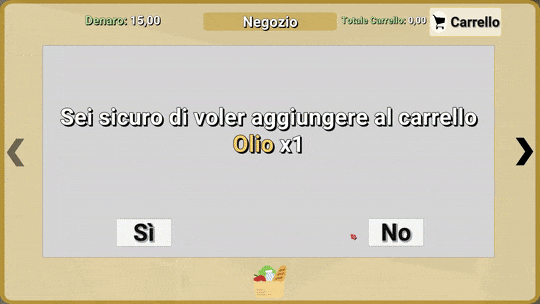 Denaro: 15,00
Negozio
Totale Carrello: 0,00
Carrello
Sei sicuro di voler aggiungere al carrello
Olio x1
Sì
No